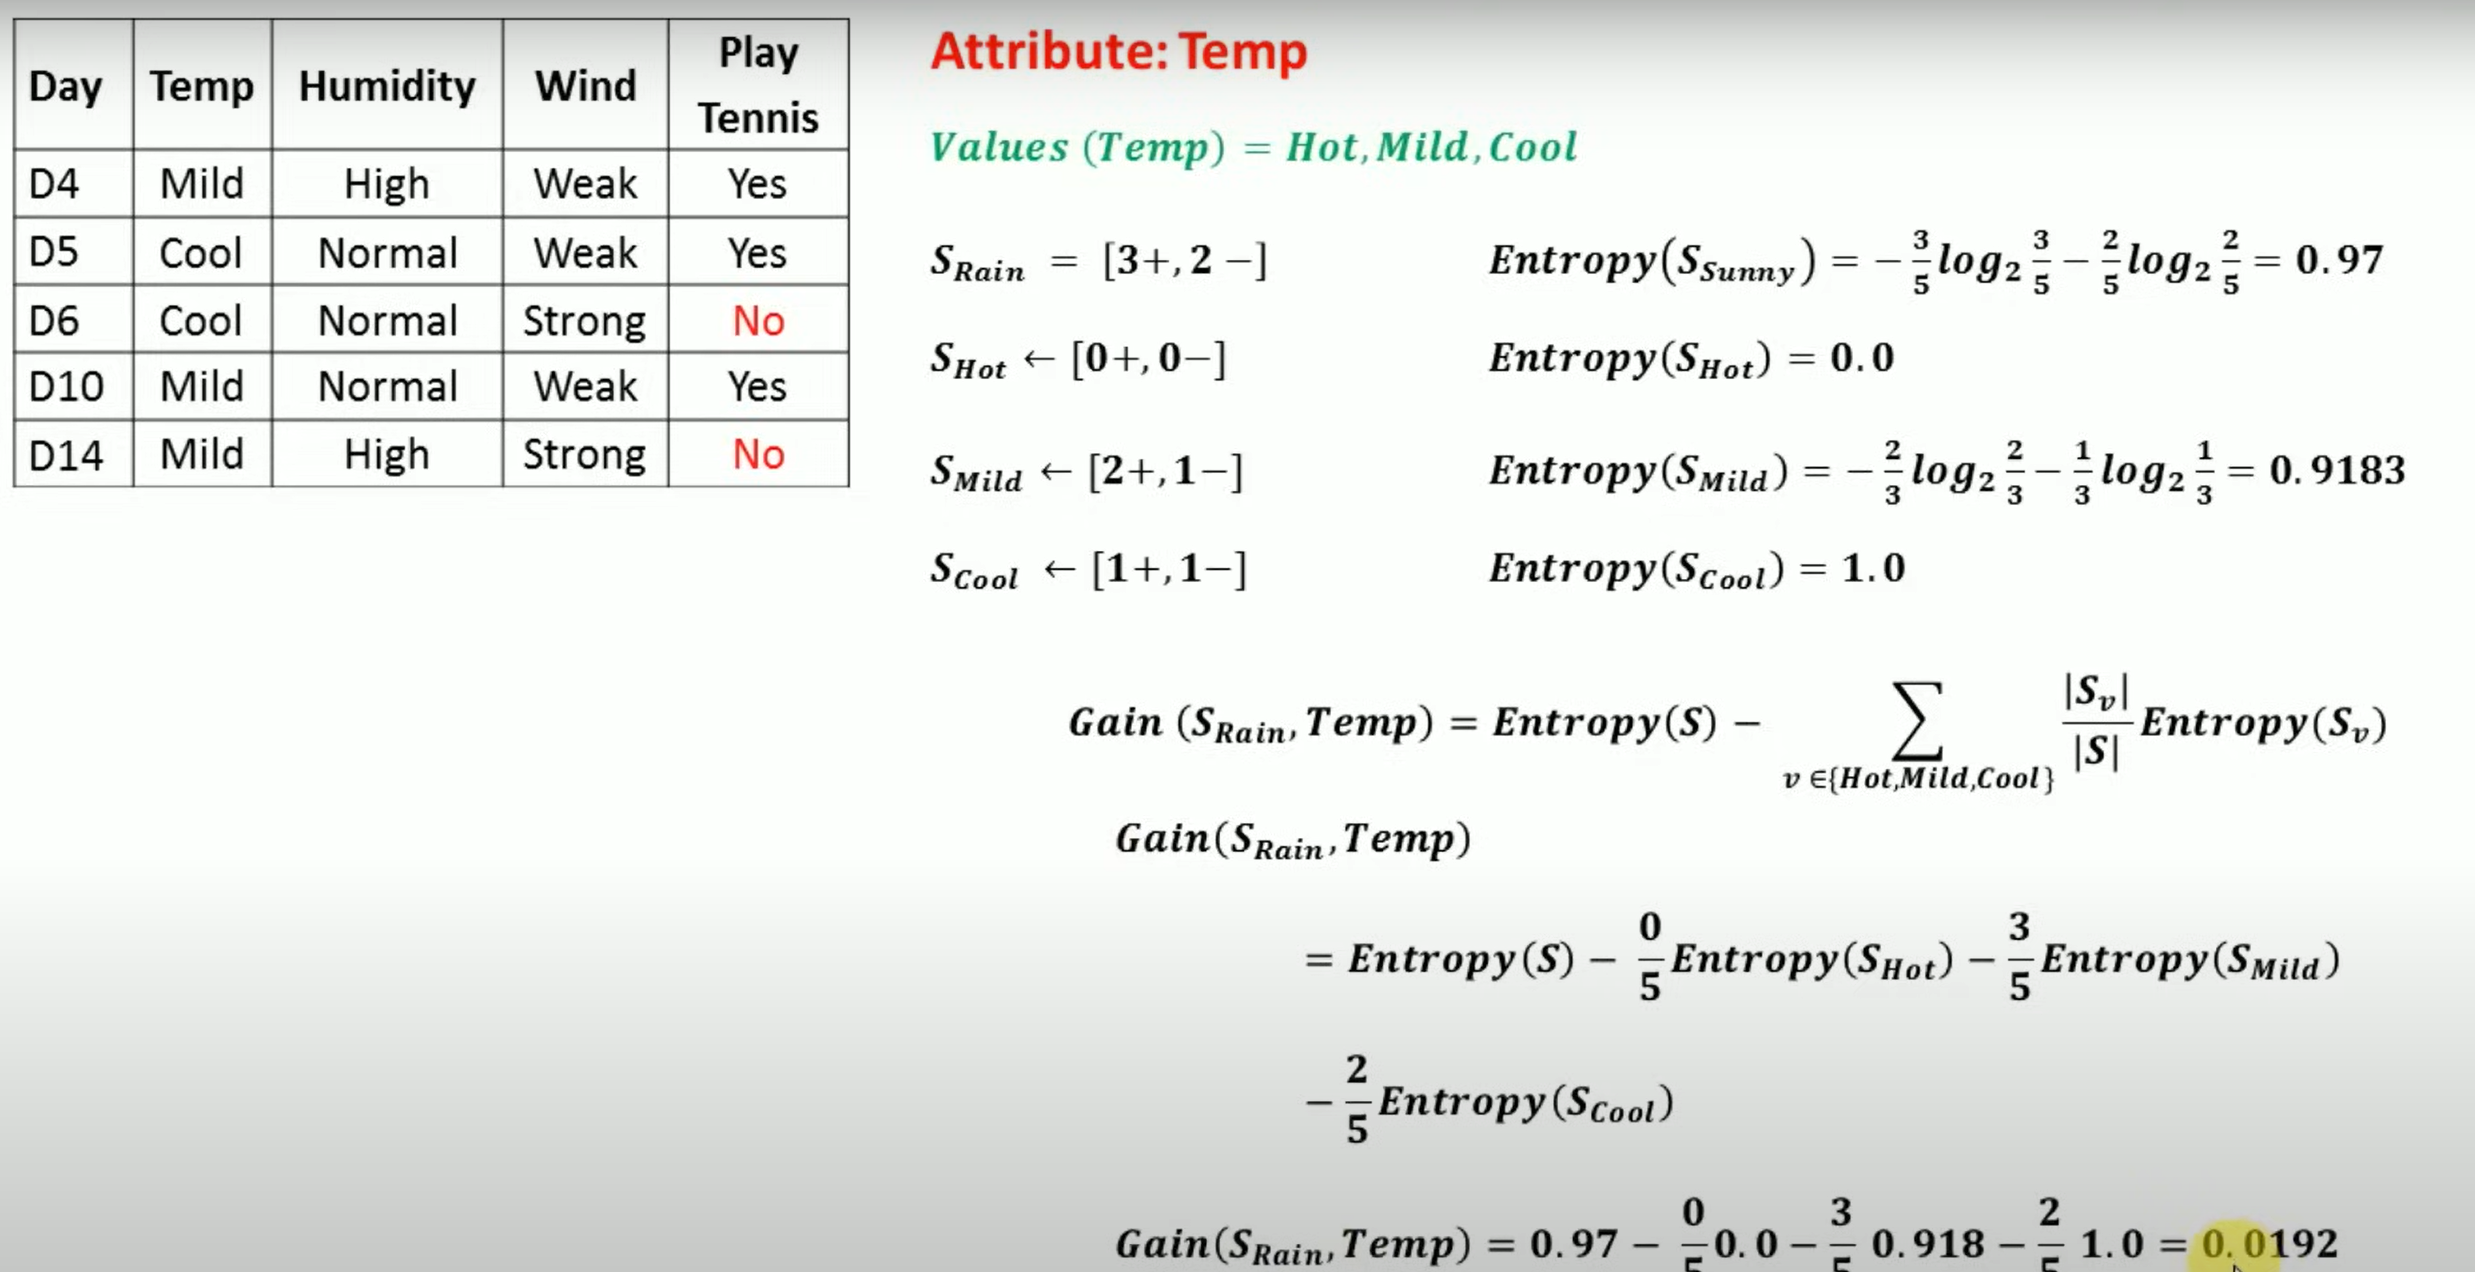 Day Temp Humidity Wind Play Tennis
D4 Mild High Weak Yes
D5 Cool Normal Weak Yes
D6 Cool Normal Strong No
D10 Mild Normal Weak Yes
D14 Mild High Strong No
Attribute: Temp
Values (Temp) = Hot, Mild, Cool
S_Rain = [3+, 2 −] Entropy(S_Sunny) = − 3/5 log₂ 3/5 − 2/5 log₂ 2/5 = 0.97
S_Hot ← [0+, 0−] Entropy(S_Hot) = 0.0
S_Mild ← [2+, 1−] Entropy(S_Mild) = − 2/3 log₂ 2/3 − 1/3 log₂ 1/3 = 0.9183
S_Cool ← [1+, 1−] Entropy(S_Cool) = 1.0
Gain (S_Rain, Temp) = Entropy(S) − ∑ v ∈{Hot,Mild,Cool} |S_v|/|S| Entropy(S_v)
Gain(S_Rain, Temp)
= Entropy(S) − 0/5 Entropy(S_Hot) − 3/5 Entropy(S_Mild)
− 2/5 Entropy(S_Cool)
Gain(S_Rain, Temp) = 0.97 − 0/5 0.0 − 3/5 0.918 − 2/5 1.0 = 0.0192